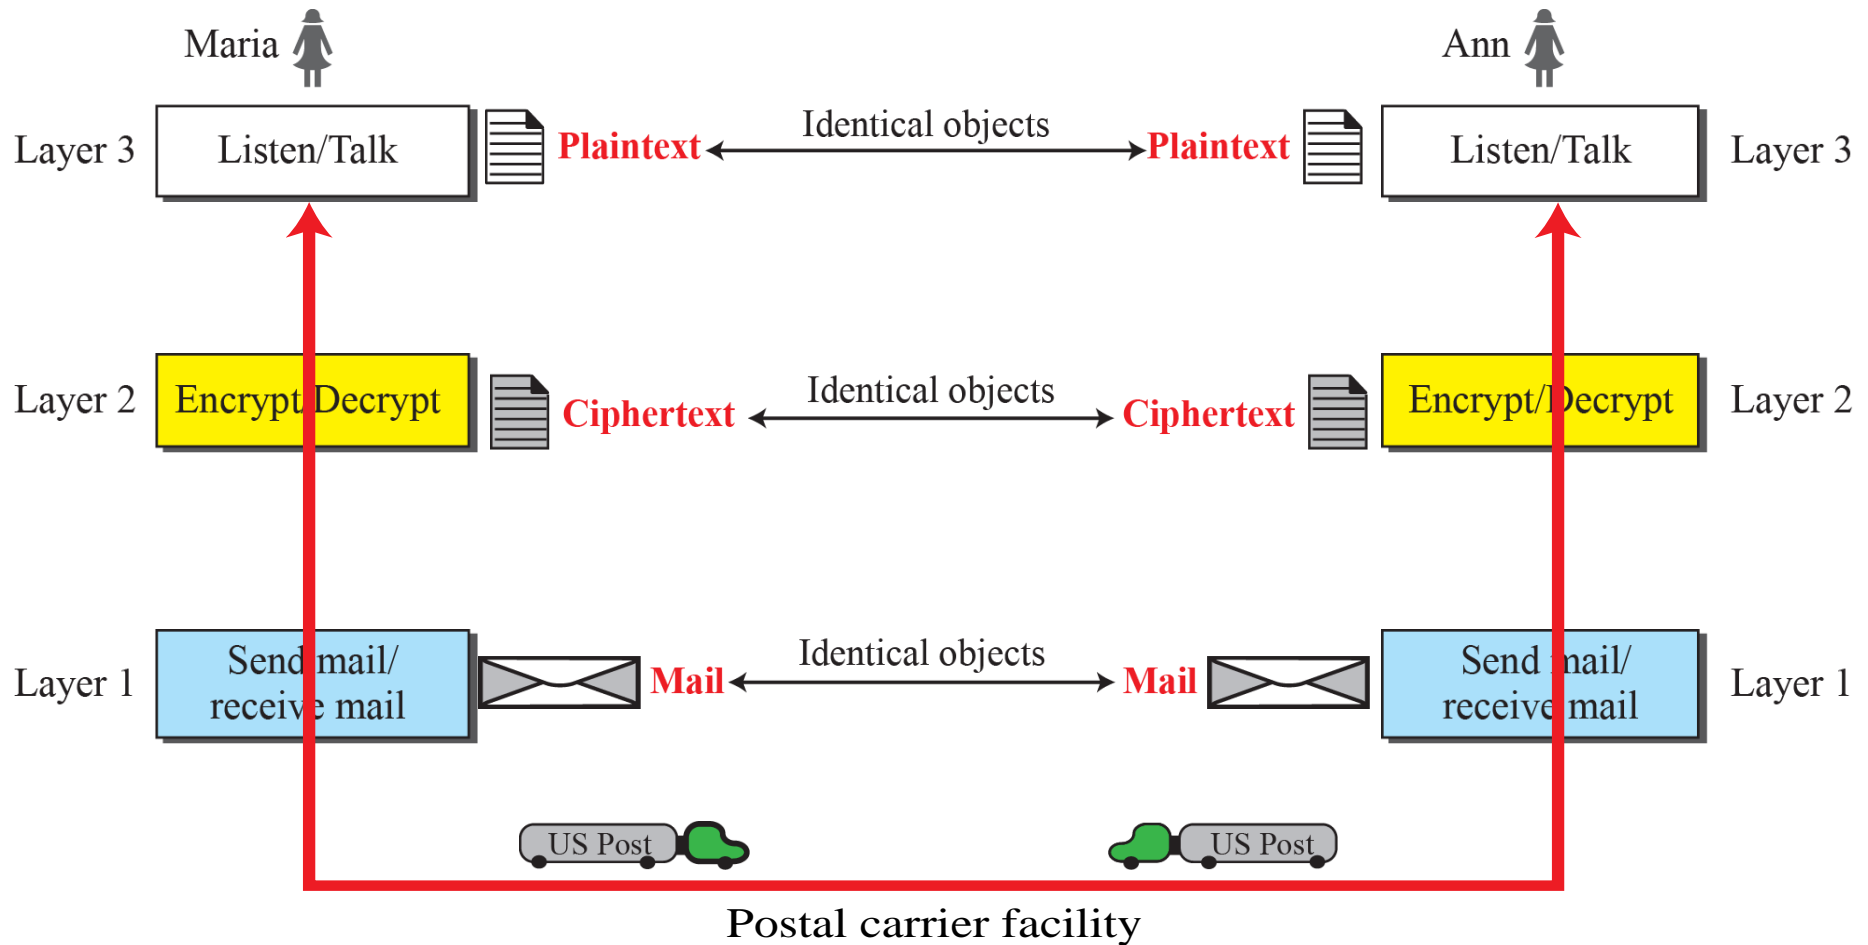 Maria
Ann
Layer 3
Listen/Talk
Plaintext
Identical objects
Plaintext
Listen/Talk
Layer 3
Layer 2
Encrypt/Decrypt
Ciphertext
Identical objects
Ciphertext
Encrypt/Decrypt
Layer 2
Layer 1
Send mail/
receive mail
Mail
Identical objects
Mail
Send mail/
receive mail
Layer 1
US Post
US Post
Postal carrier facility